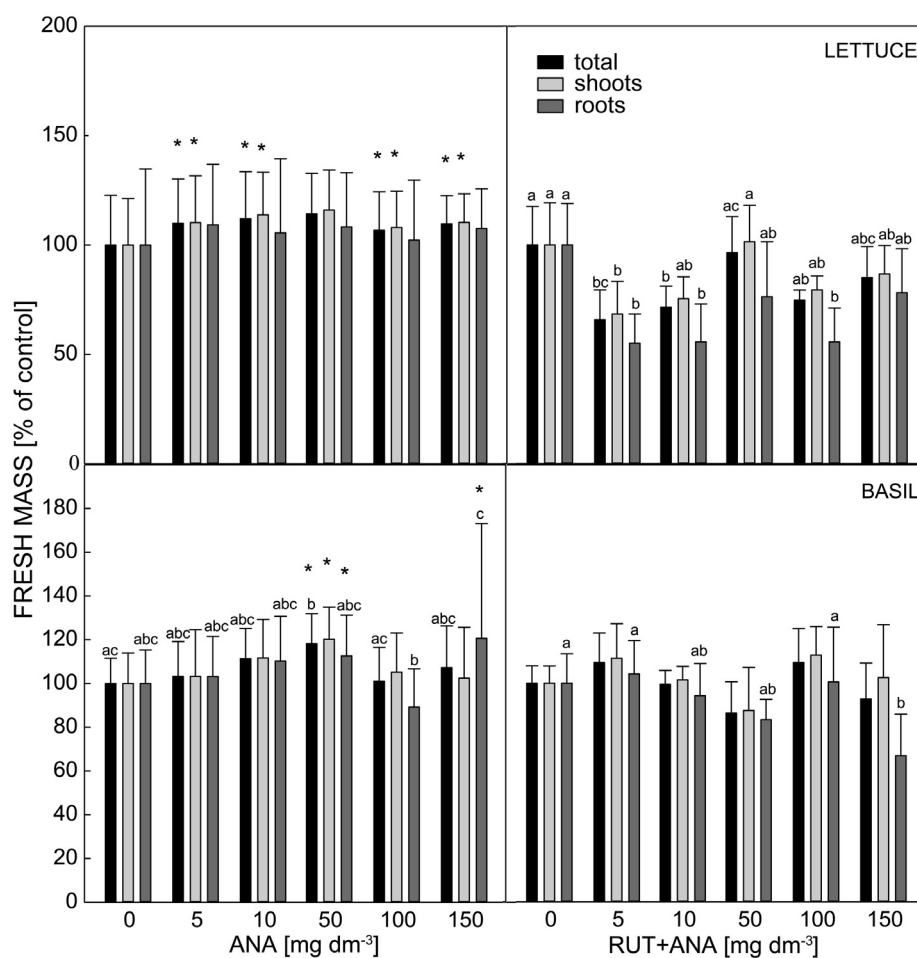 FRESH MASS [% of control]
200
150
100
50
0
* * * * * * * *
LETTUCE
total
shoots
roots
a a a bc b b b ab b ac a ab ab ab b abc ab ab
180
160
140
120
100
80
60
40
20
0
ac abc abc abc abc abc * * * b abc ac b abc * c
BASIL
a a ab ab a b
0 5 10 50 100 150
ANA [mg dm-3]
0 5 10 50 100 150
RUT+ANA [mg dm-3]